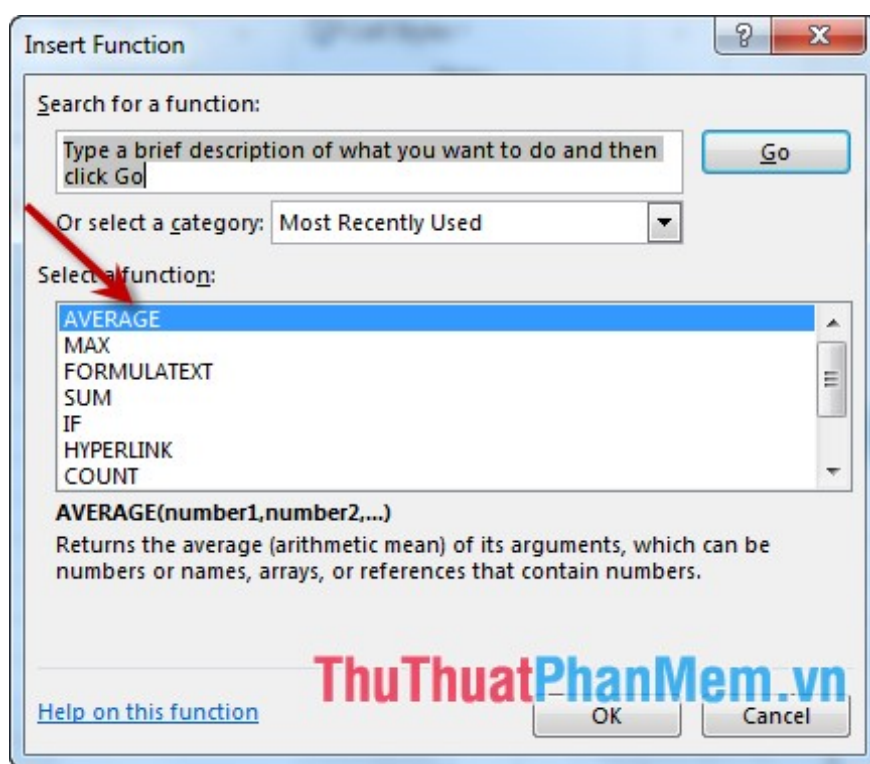 Insert Function
Search for a function:
Type a brief description of what you want to do and then
click Go
Go
Or select a category: Most Recently Used
Select a function:
AVERAGE
MAX
FORMULATEXT
SUM
IF
HYPERLINK
COUNT
AVERAGE(number1,number2,...)
Returns the average (arithmetic mean) of its arguments, which can be
numbers or names, arrays, or references that contain numbers.
ThuThuatPhanMem.vn
Help on this function
OK
Cancel